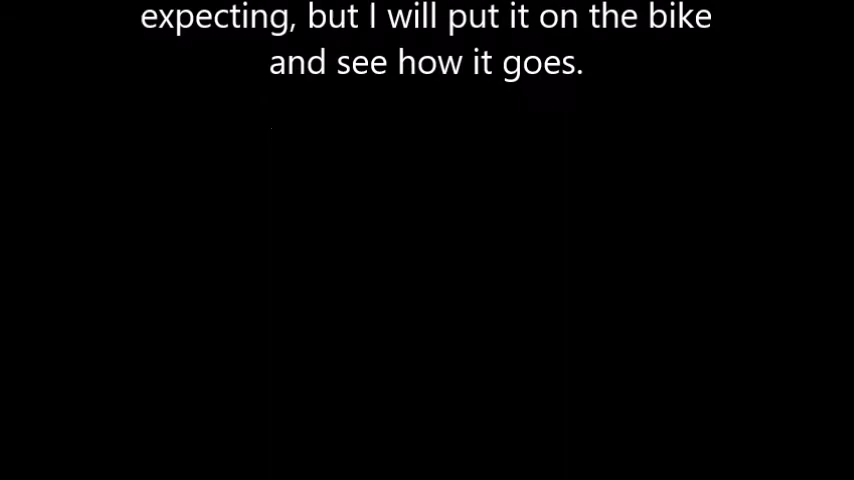 expecting, but I will put it on the bike
and see how it goes.